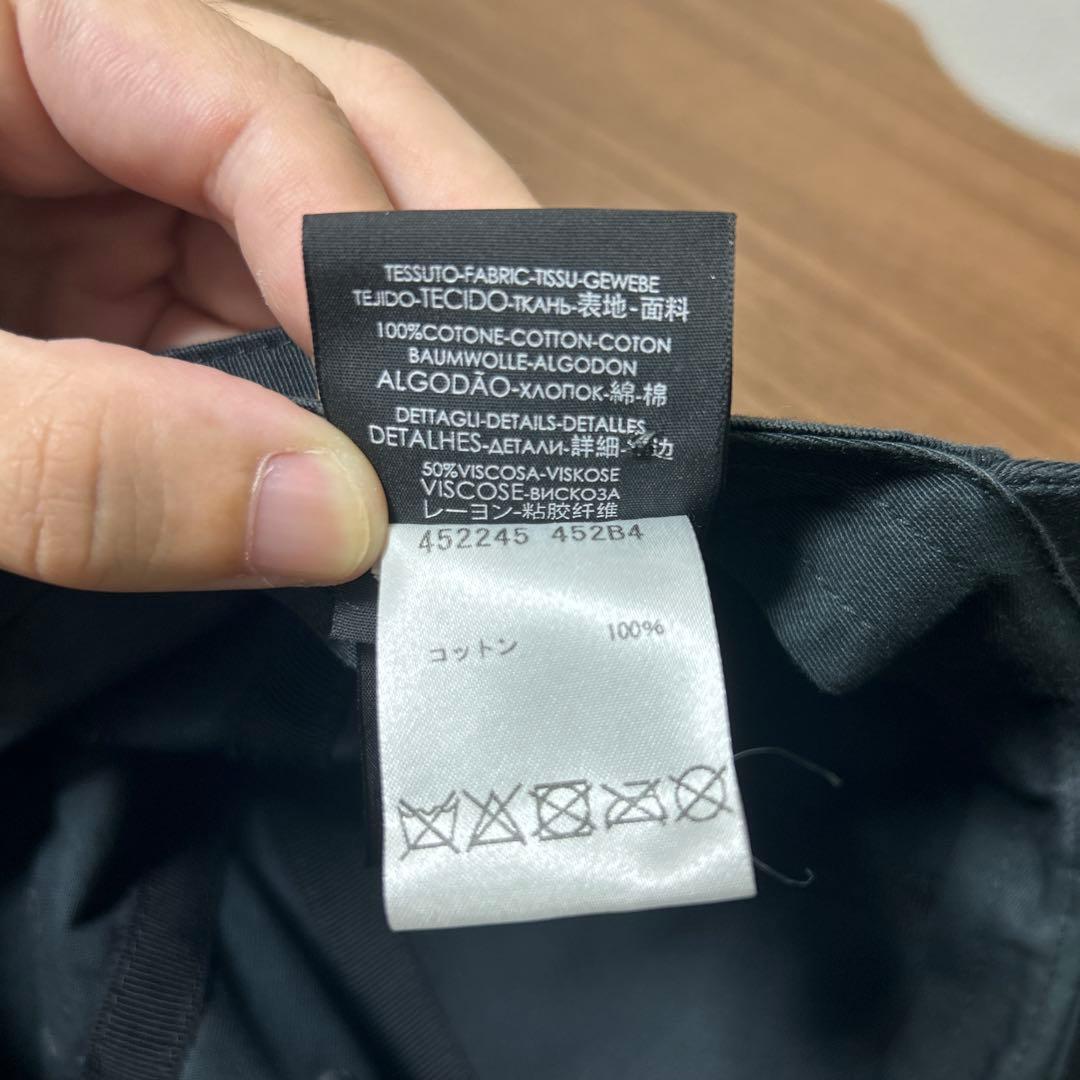 TESSUTO-FABRIC-TISSU-GEWEBE
TEJIDO-TECIDO-ТКАНЬ-表地-面料
100%COTONE-COTTON-COTON
BAUMWOLLE-ALGODON
ALGODÃO-ХЛОПОК-綿-棉
DETTAGLI-DETAILS-DETALLES
DETALHES-ДЕТАЛИ-詳細-边
50%VISCOSA-VISKOSE
VISCOSE-ВИСКОЗА
レーヨン-粘胶纤维
452245 452B4
コットン 100%